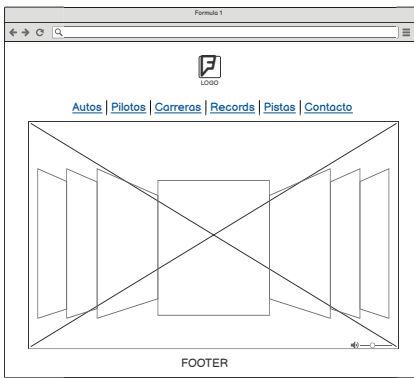 Formula 1
F
LOGO
Autos | Pilotos | Carreras | Records | Pistas | Contacto
FOOTER